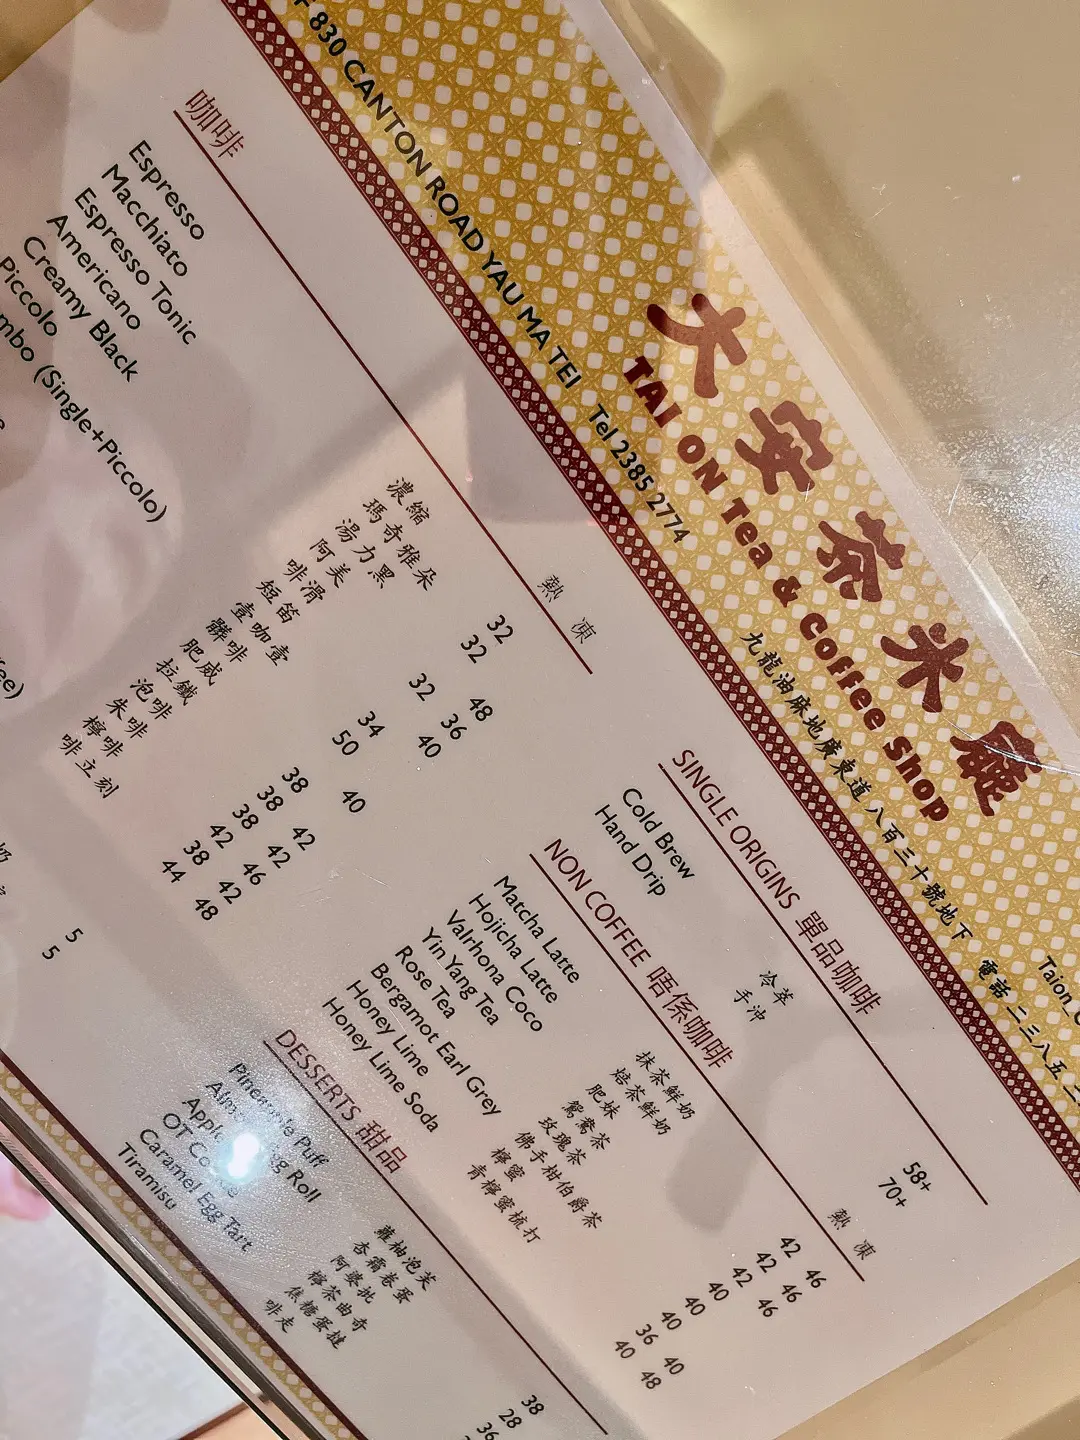 大安茶冰廳
TAI ON Tea & Coffee Shop
九龍油麻地廣東道八百三十號地下
830 CANTON ROAD YAU MA TEI Tel 2385 2774
咖啡 熱 凍
Espresso 濃縮 32
Macchiato 瑪奇雅朵 32
Espresso Tonic 湯力黑 48
Americano 阿美 32 36
Creamy Black 啡滑 40
Piccolo 短笛 34
(Single+Piccolo) 壹咖壹 50
髒啡 40
肥威 38
拉鐵 38 42
泡啡 38 42
朱啡 42 46
檸啡 38 42
啡立刻 44 48
奶 5
5
SINGLE ORIGINS 單品咖啡
Cold Brew 冷萃 58+
Hand Drip 手沖 70+
NON COFFEE 唔係咖啡 熱 凍
Matcha Latte 抹茶鮮奶 42 46
Hojicha Latte 焙茶鮮奶 42 46
Valrhona Coco 肥妹 42 46
Yin Yang Tea 鴛鴦茶 40
Rose Tea 玫瑰茶 40
Bergamot Earl Grey 佛手柑伯爵茶 40
Honey Lime 檸蜜 36 40
Honey Lime Soda 青檸蜜梳打 40 48
DESSERTS 甜品
Pineapple Puff 蘿柚泡芙 38
Roll 杏霜卷蛋 28
阿婆批 36
OT 檸茶曲奇
Caramel Egg Tart 焦糖蛋撻
Tiramisu 啡走